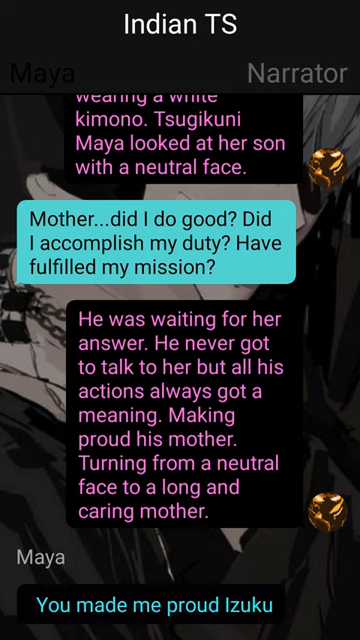 Indian TS
Maya
Narrator
wearing a white
kimono. Tsugikuni
Maya looked at her son
with a neutral face.
Mother...did I do good? Did
I accomplish my duty? Have
fulfilled my mission?
He was waiting for her
answer. He never got
to talk to her but all his
actions always got a
meaning. Making
proud his mother.
Turning from a neutral
face to a long and
caring mother.
Maya
You made me proud Izuku